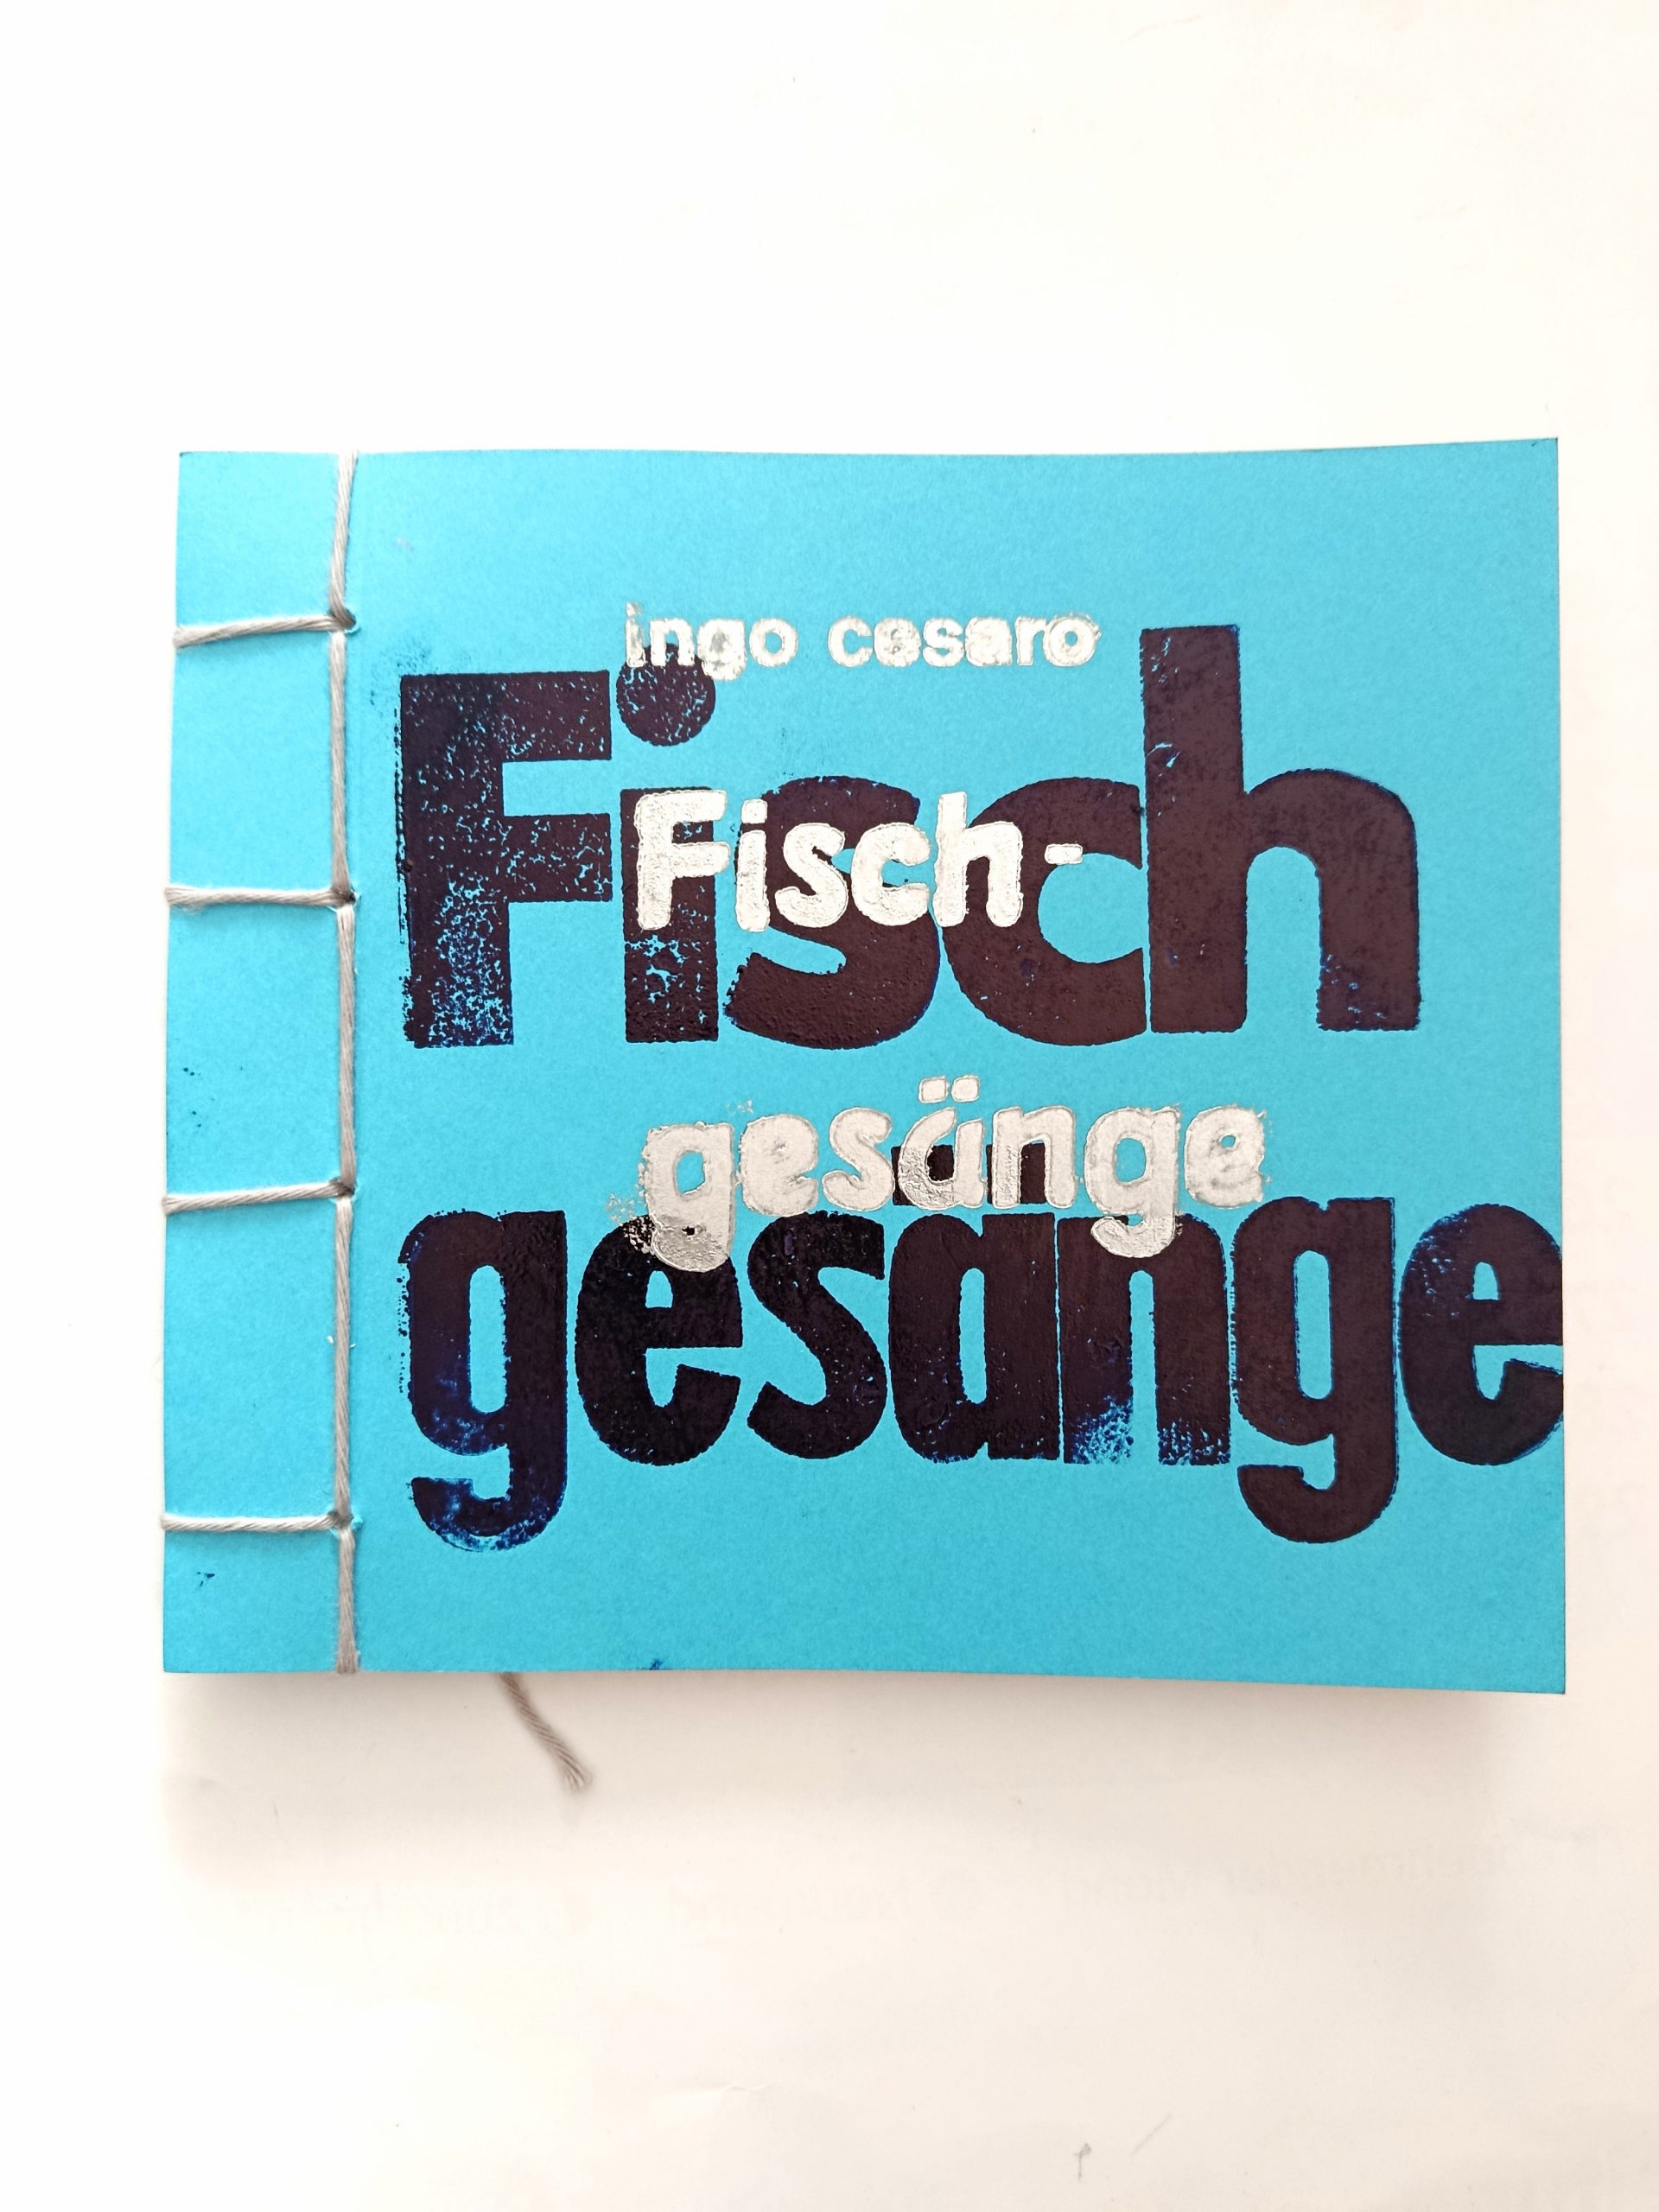 ingo cesaro
Fisch
Fisch-
gesänge
gesänge